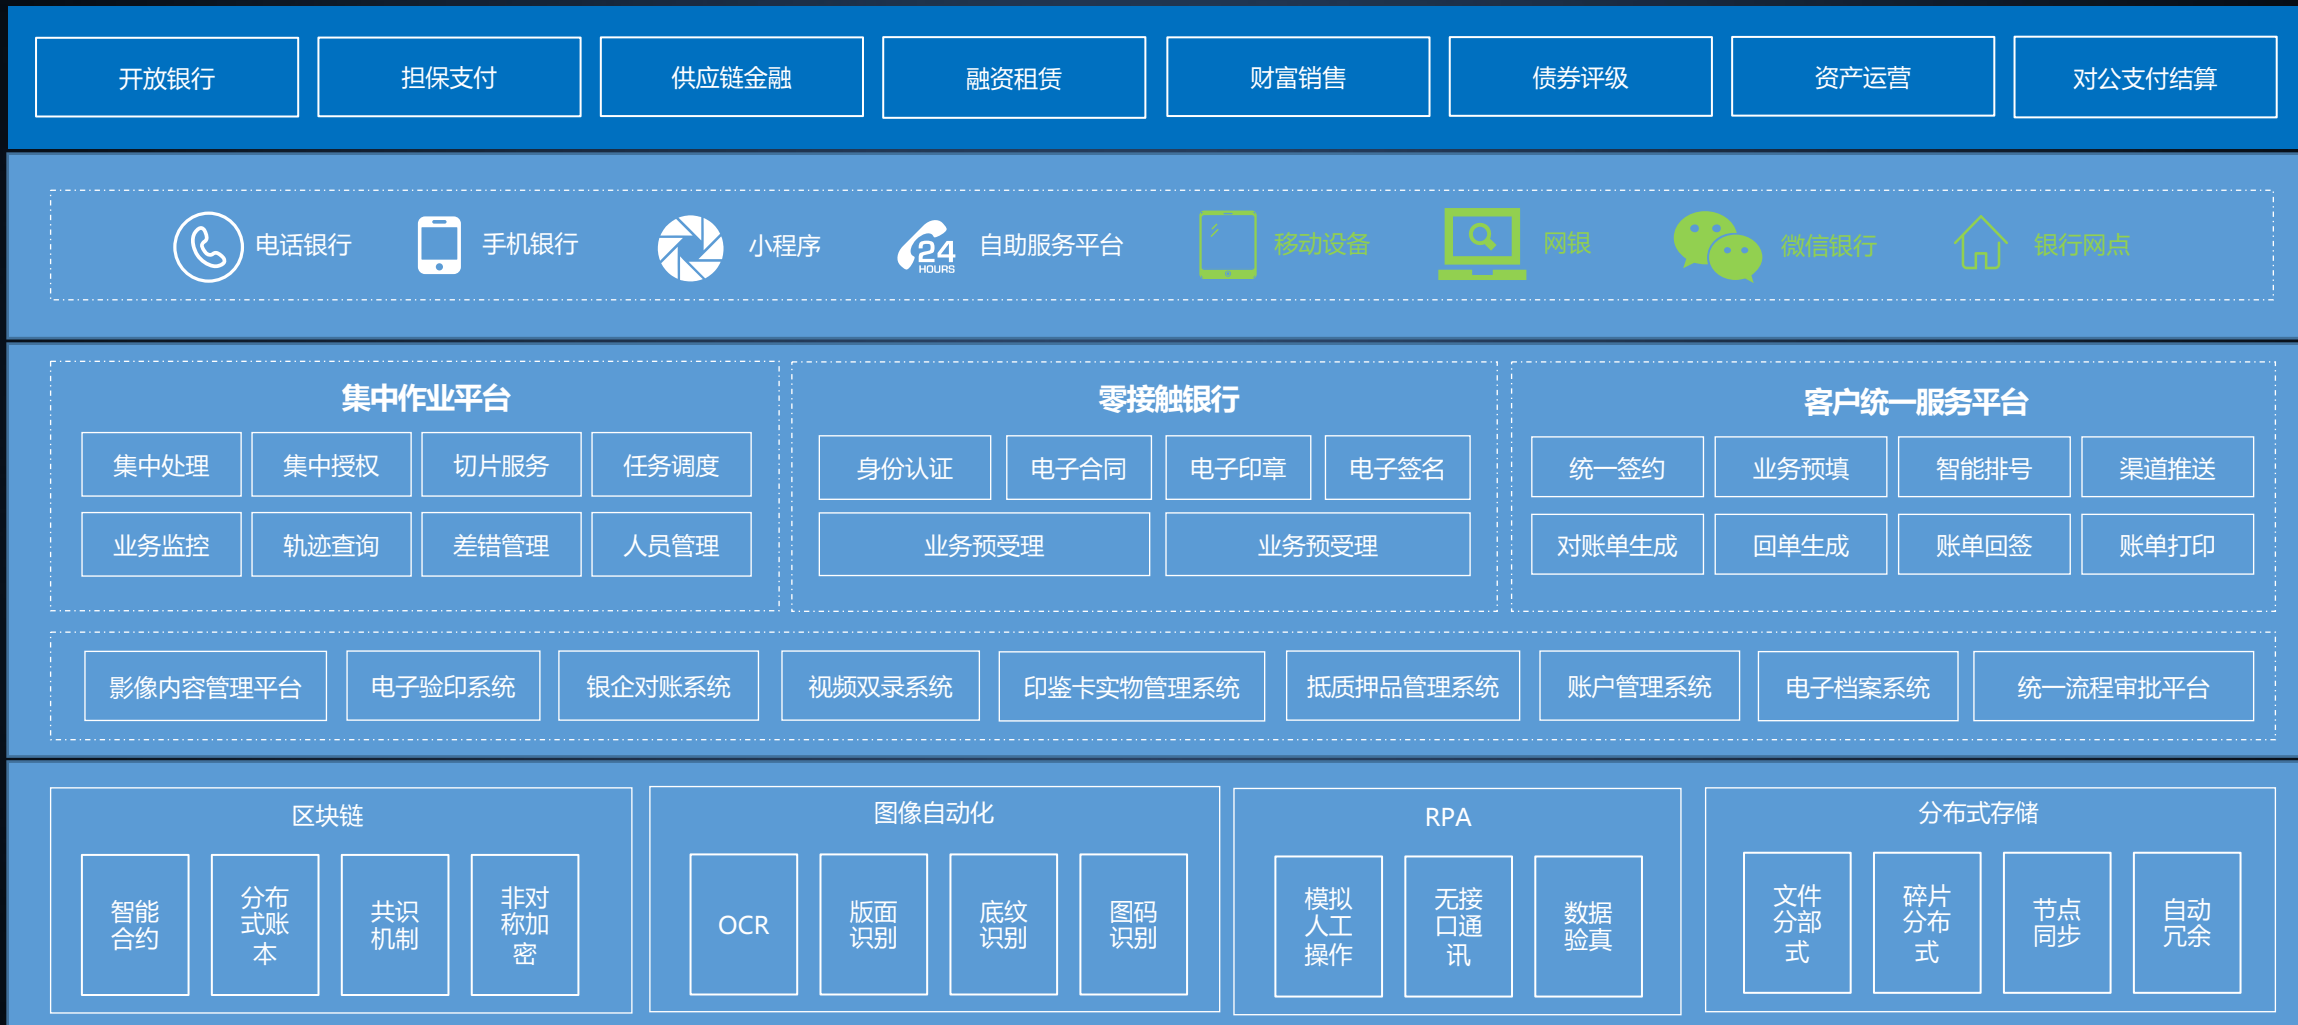 开放银行
担保支付
供应链金融
融资租赁
财富销售
债券评级
资产运营
对公支付结算
电话银行
手机银行
小程序
24
HOURS
自助服务平台
移动设备
网银
微信银行
银行网点
集中作业平台
集中处理
集中授权
切片服务
任务调度
业务监控
轨迹查询
差错管理
人员管理
零接触银行
身份认证
电子合同
电子印章
电子签名
业务预受理
业务预受理
客户统一服务平台
统一签约
业务预填
智能排号
渠道推送
对账单生成
回单生成
账单回签
账单打印
影像内容管理平台
电子验印系统
银企对账系统
视频双录系统
印鉴卡实物管理系统
抵质押品管理系统
账户管理系统
电子档案系统
统一流程审批平台
区块链
智能
合约
分布
式账
本
共识
机制
非对
称加
密
图像自动化
OCR
版面
识别
底纹
识别
图码
识别
RPA
模拟
人工
操作
无接
口通
讯
数据
验真
分布式存储
文件
分部
式
碎片
分布
式
节点
同步
自动
冗余